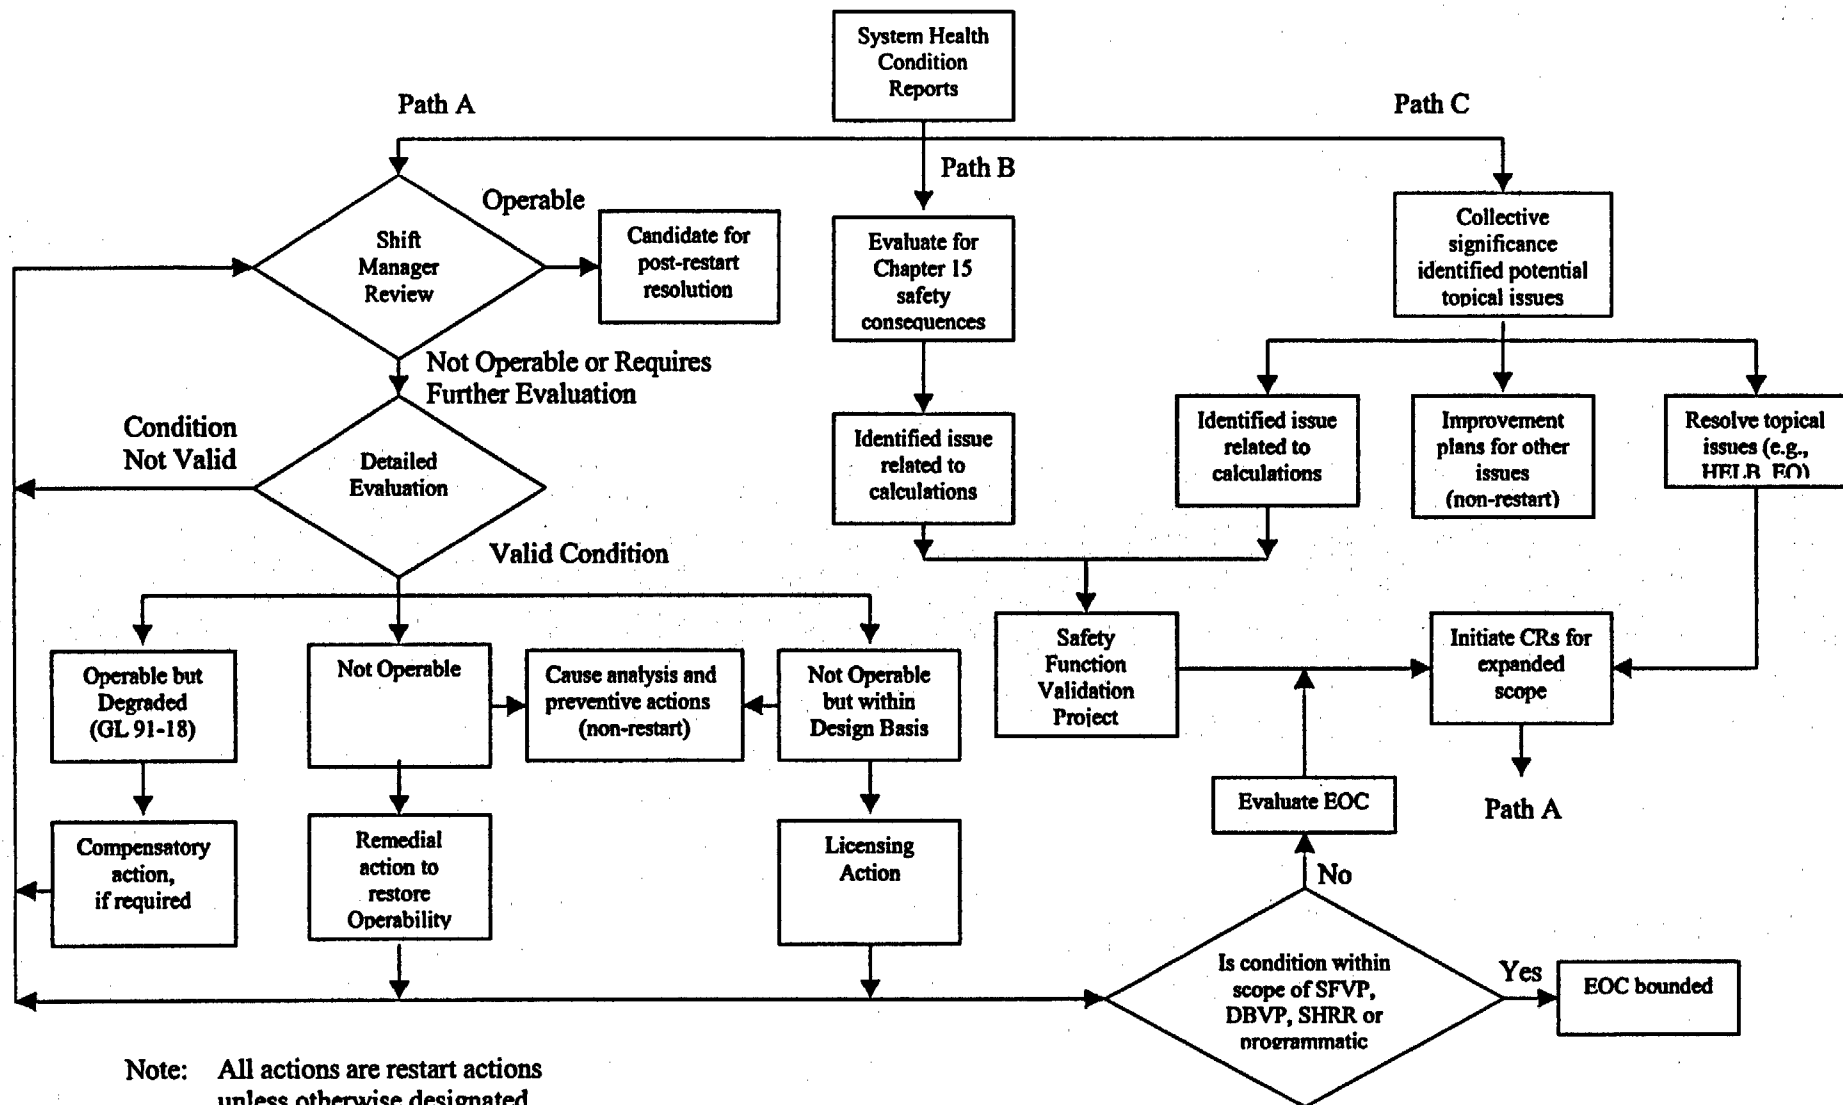 System Health
Condition
Reports
Path A
Path C
Path B
Operable
Shift
Manager
Review
Candidate for
post-restart
resolution
Evaluate for
Chapter 15
safety
consequences
Collective
significance
identified potential
topical issues
Not Operable or Requires
Further Evaluation
Condition
Not Valid
Detailed
Evaluation
Identified issue
related to
calculations
Identified issue
related to
calculations
Improvement
plans for other
issues
(non-restart)
Resolve topical
issues (e.g.,
HELB, EQ)
Valid Condition
Operable but
Degraded
(GL 91-18)
Not Operable
Cause analysis and
preventive actions
(non-restart)
Not Operable
but within
Design Basis
Safety
Function
Validation
Project
Initiate CRs for
expanded
scope
Evaluate EOC
Path A
Compensatory
action,
if required
Remedial
action to
restore
Operability
Licensing
Action
No
Is condition within
scope of SFVP,
DBVP, SHRR or
programmatic
Yes
EOC bounded
Note: All actions are restart actions
unless otherwise designated